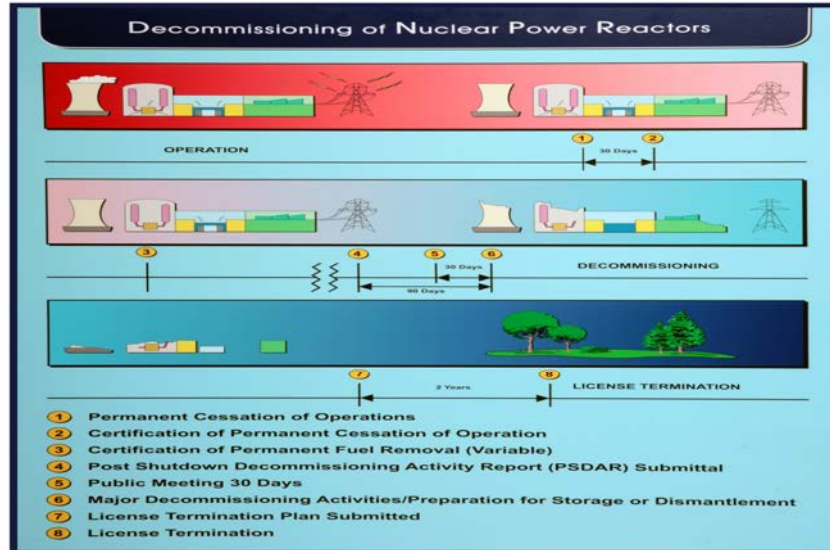 Decommissioning of Nuclear Power Reactors
1
2
OPERATION
30 Days
3
4
5
6
30 Days
DECOMMISSIONING
90 Days
7
8
2 Years
LICENSE TERMINATION
1 Permanent Cessation of Operations
2 Certification of Permanent Cessation of Operation
3 Certification of Permanent Fuel Removal (Variable)
4 Post Shutdown Decommissioning Activity Report (PSDAR) Submittal
5 Public Meeting 30 Days
6 Major Decommissioning Activities/Preparation for Storage or Dismantlement
7 License Termination Plan Submitted
8 License Termination